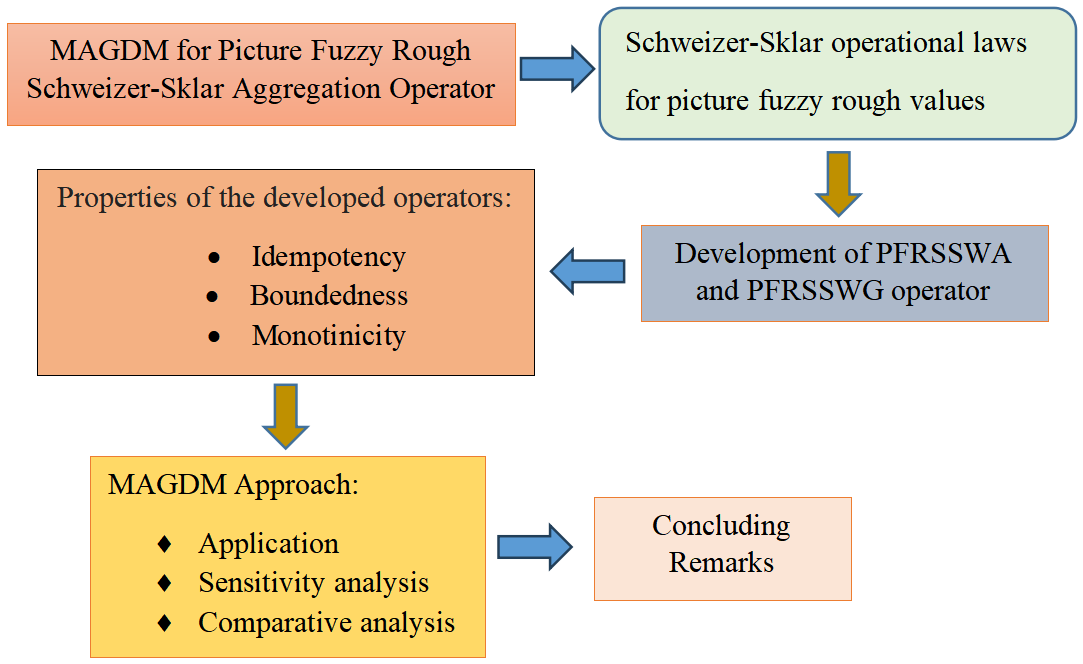 MAGDM for Picture Fuzzy Rough
Schweizer-Sklar Aggregation Operator
Schweizer-Sklar operational laws
for picture fuzzy rough values
Development of PFRSSWA
and PFRSSWG operator
Properties of the developed operators:
● Idempotency
● Boundedness
● Monotinicity
MAGDM Approach:
♦ Application
♦ Sensitivity analysis
♦ Comparative analysis
Concluding
Remarks